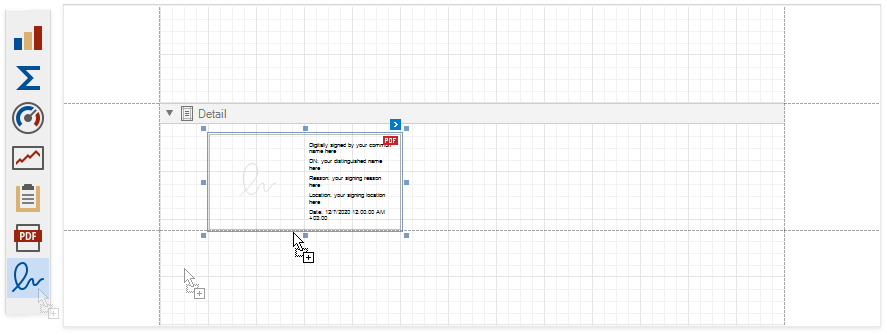 Detail
PDF
Digitally signed by your common
name here
DN: your distinguished name
here
Reason: your signing reason
here
Location: your signing location
here
Date: 12/7/2020 12:00:00 AM
+03:00
PDF